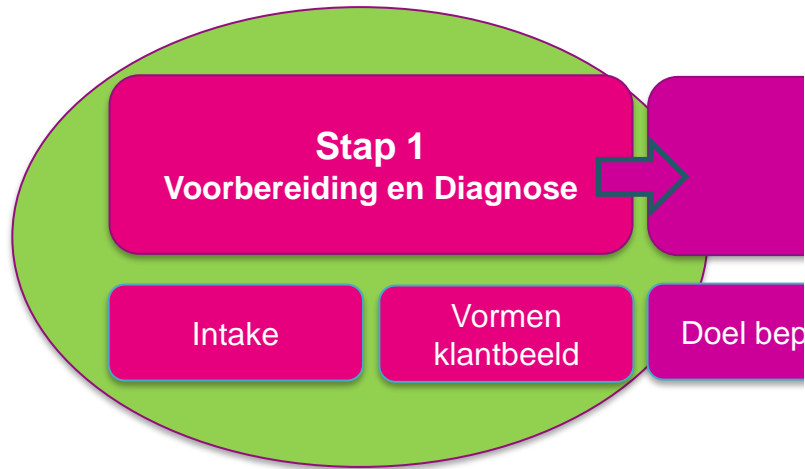 Stap 1
Voorbereiding en Diagnose
Intake
Vormen
klantbeeld
Doel bep